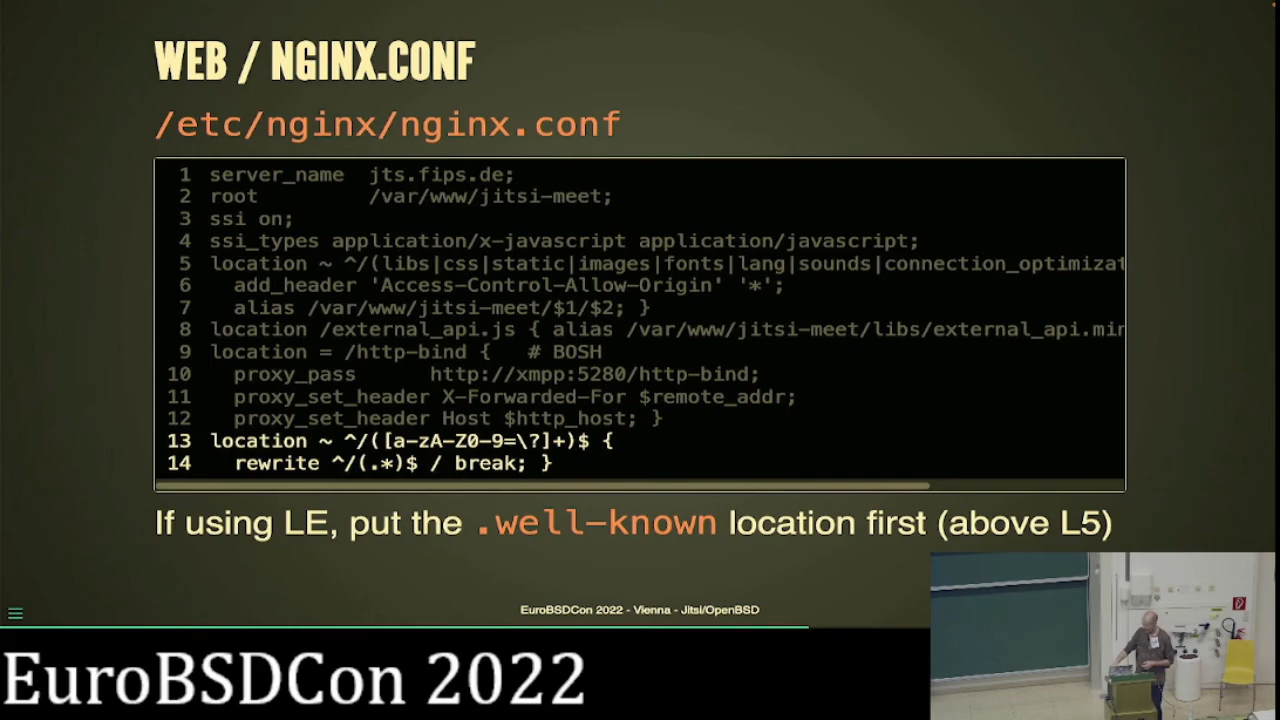 WEB / NGINX.CONF
/etc/nginx/nginx.conf
1 server_name  jts.fips.de;
2 root         /var/www/jitsi-meet;
3 ssi on;
4 ssi_types application/x-javascript application/javascript;
5 location ~ ^/(libs|css|static|images|fonts|lang|sounds|connection_optimizat
6   add_header 'Access-Control-Allow-Origin' '*';
7   alias /var/www/jitsi-meet/$1/$2; }
8 location /external_api.js { alias /var/www/jitsi-meet/libs/external_api.min
9 location = /http-bind {   # BOSH
10   proxy_pass      http://xmpp:5280/http-bind;
11   proxy_set_header X-Forwarded-For $remote_addr;
12   proxy_set_header Host $http_host; }
13 location ~ ^/([a-zA-Z0-9=\?]+)$ {
14   rewrite ^/(.*)$ / break; }
If using LE, put the .well-known location first (above L5)
EuroBSDCon 2022 - Vienna - Jitsi/OpenBSD
EuroBSDCon 2022